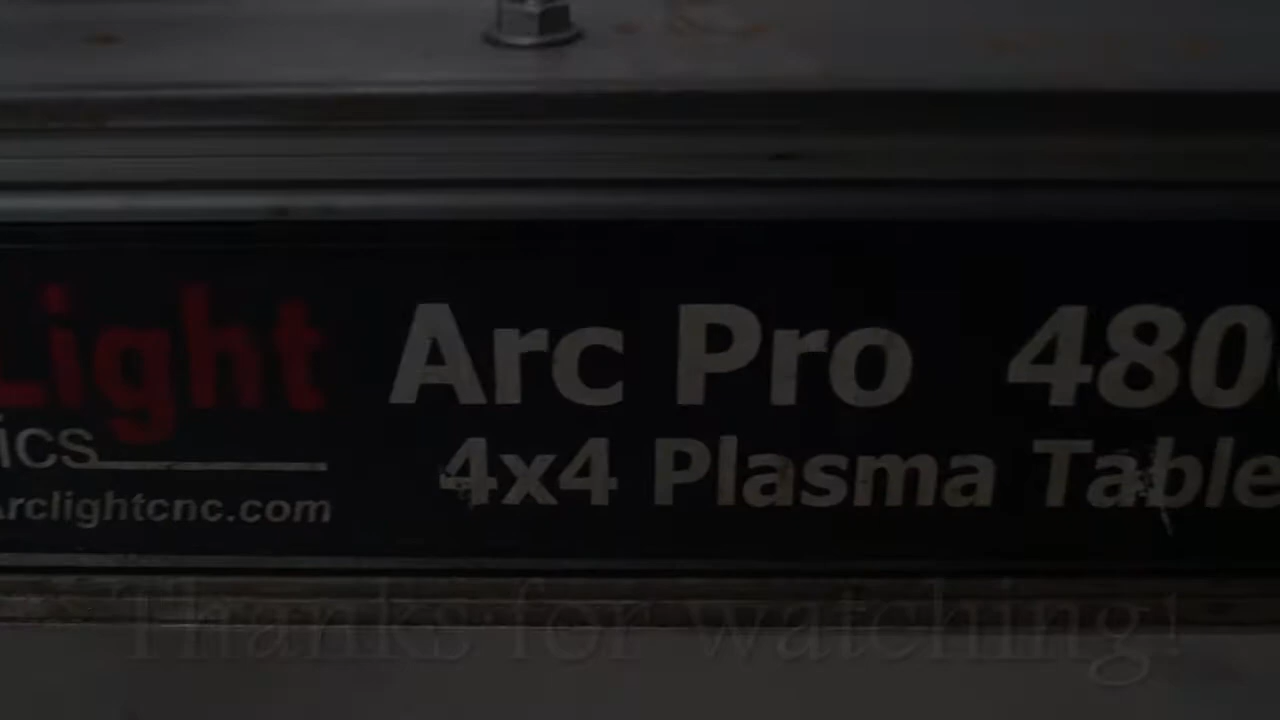 Light Arc Pro 480
ics
4x4 Plasma Table
Arclightcnc.com
Thanks for watching!